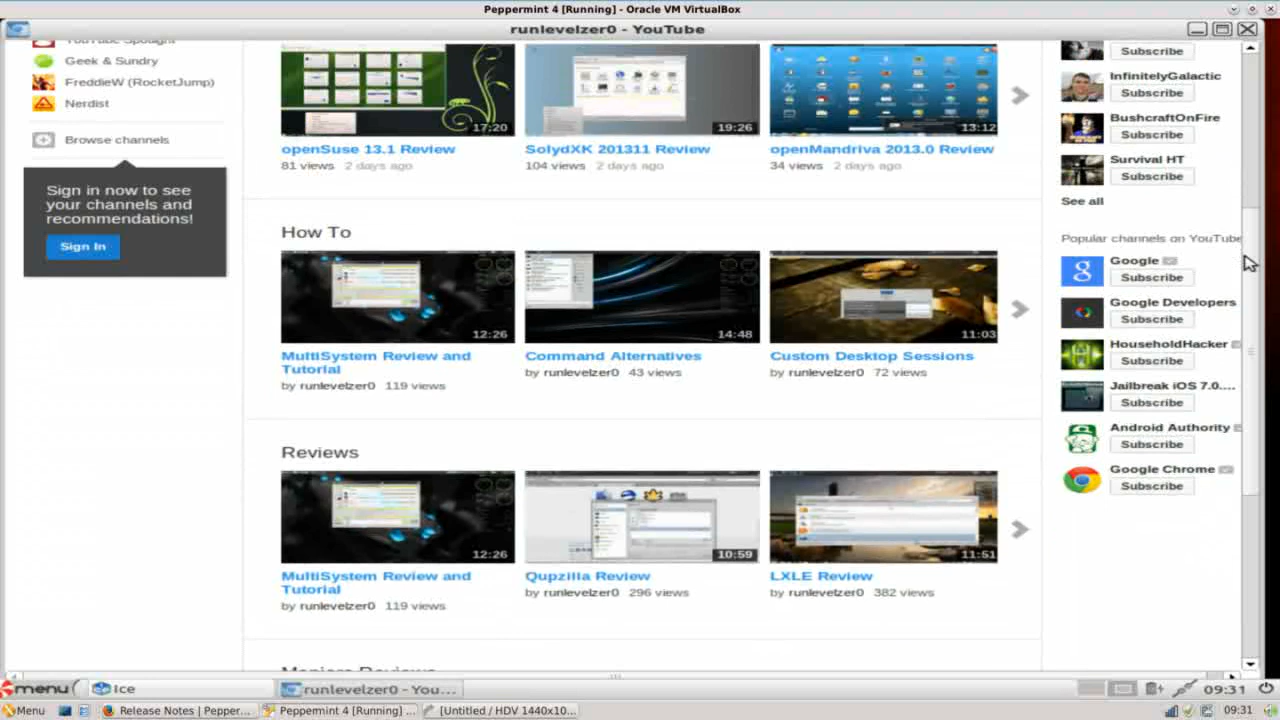 Peppermint 4 [Running] - Oracle VM VirtualBox
runlevelzer0 - YouTube
YouTube Spotlight
Geek & Sundry
FreddieW (RocketJump)
Nerdist
Browse channels
Sign in now to see
your channels and
recommendations!
Sign In
17:20
19:26
13:12
openSuse 13.1 Review
SolydXK 201311 Review
openMandriva 2013.0 Review
81 views 2 days ago
104 views 2 days ago
34 views 2 days ago
How To
12:26
14:48
11:03
MultiSystem Review and
Tutorial
by runlevelzer0 119 views
Command Alternatives
by runlevelzer0 43 views
Custom Desktop Sessions
by runlevelzer0 72 views
Reviews
12:26
10:59
11:51
MultiSystem Review and
Tutorial
by runlevelzer0 119 views
Qupzilla Review
by runlevelzer0 296 views
LXLE Review
by runlevelzer0 382 views
Subscribe
InfinitelyGalactic
Subscribe
BushcraftOnFire
Subscribe
Survival HT
Subscribe
See all
Popular channels on YouTube
Google
Subscribe
Google Developers
Subscribe
HouseholdHacker
Subscribe
Jailbreak iOS 7.0....
Subscribe
Android Authority
Subscribe
Google Chrome
Subscribe
menu
Ice
runlevelzer0 - You...
09:31
Menu
Release Notes | Pepper...
Peppermint 4 [Running] ...
[Untitled / HDV 1440x10...
09:31